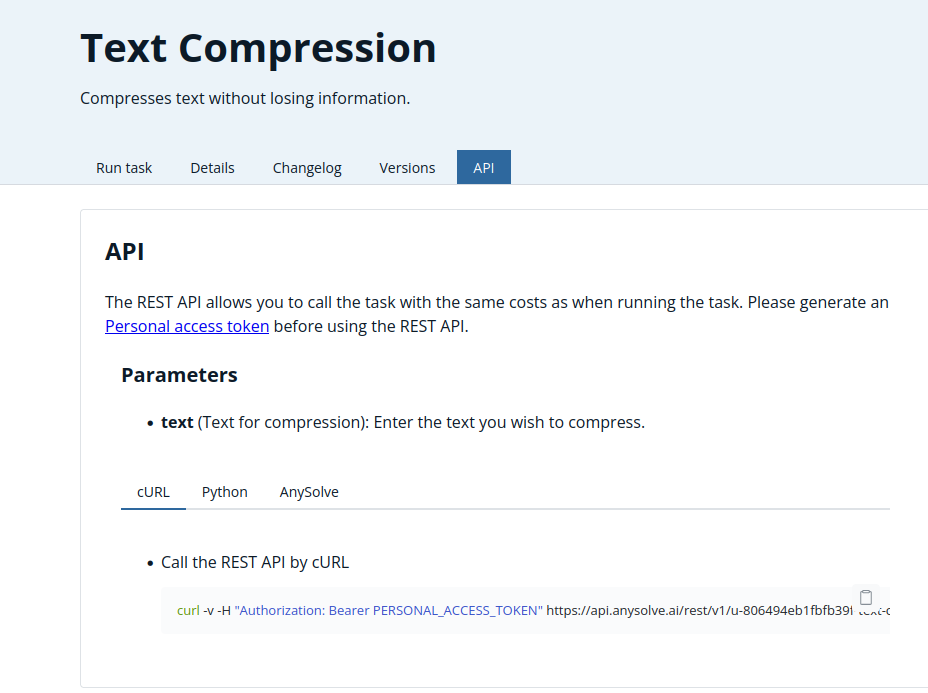 Text Compression
Compresses text without losing information.
Run task Details Changelog Versions API
API
The REST API allows you to call the task with the same costs as when running the task. Please generate an
Personal access token before using the REST API.
Parameters
• text (Text for compression): Enter the text you wish to compress.
cURL Python AnySolve
• Call the REST API by cURL
curl -v -H "Authorization: Bearer PERSONAL_ACCESS_TOKEN" https://api.anysolve.ai/rest/v1/u-806494eb1fbfb39